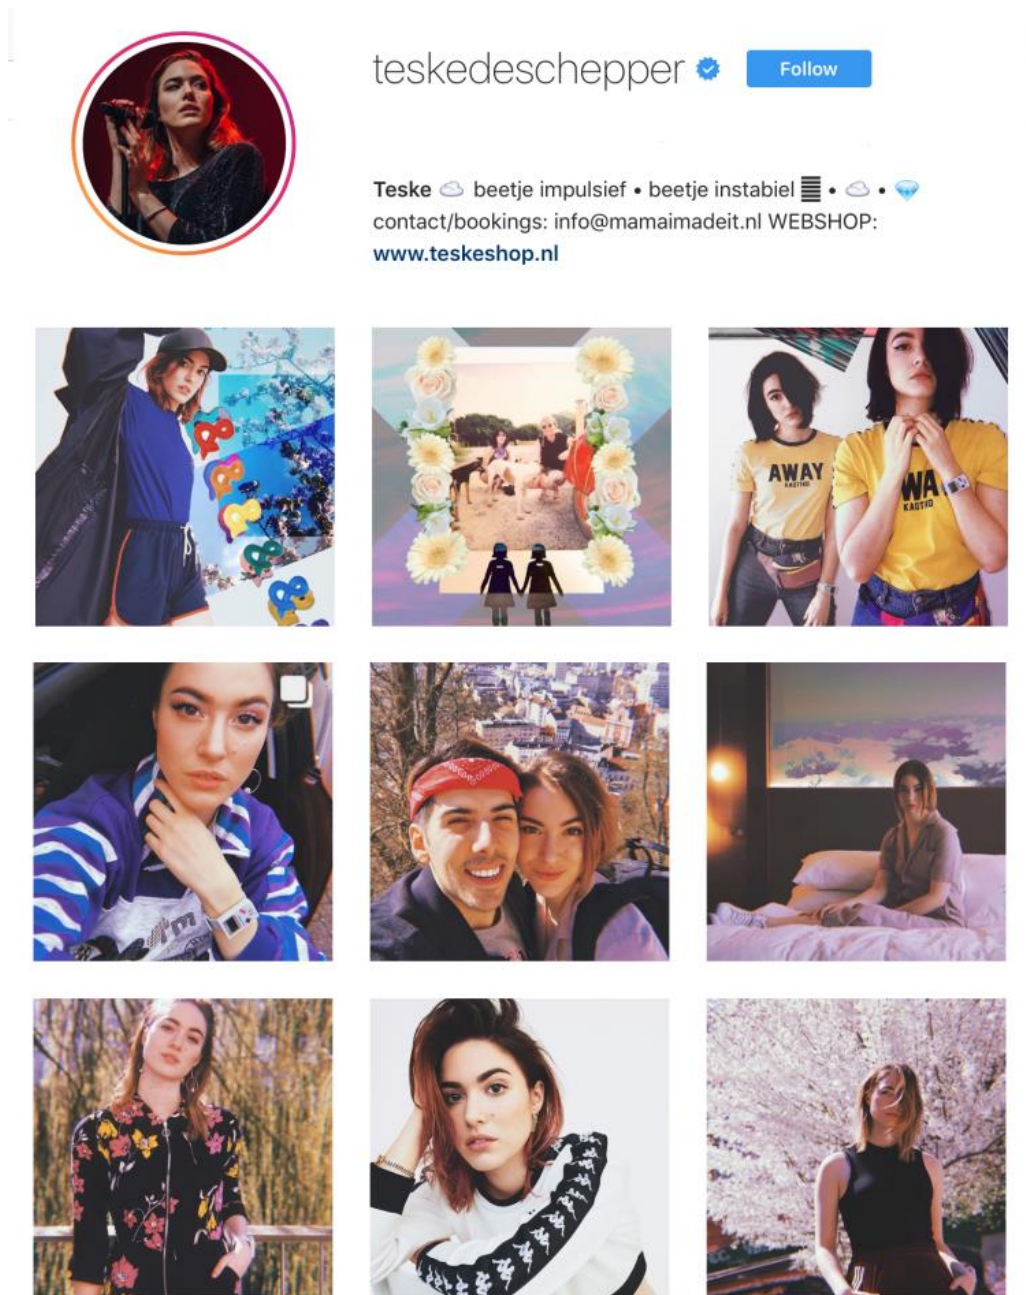 teskedeschepper
Follow
Teske ☁️ beetje impulsief • beetje instabiel • ☁️ • 💎
contact/bookings: info@mamaimadeit.nl WEBSHOP:
www.teskeshop.nl
AWAY
KAOTIKO
WA
KAOTIKO
I'm